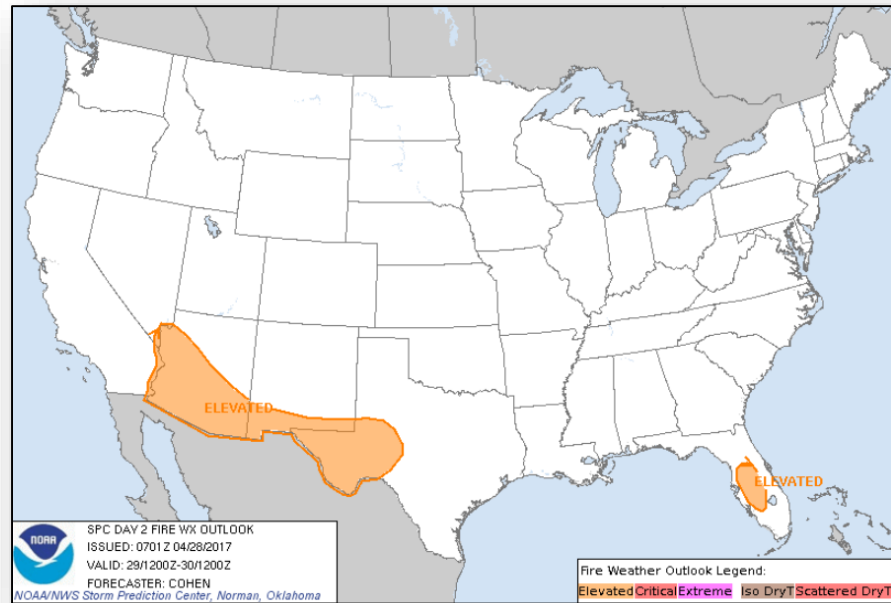 ELEVATED
ELEVATED
NOAA
SPC DAY 2 FIRE WX OUTLOOK
ISSUED: 0701Z 04/28/2017
VALID: 29/1200Z-30/1200Z
FORECASTER: COHEN
NOAA/NWS Storm Prediction Center, Norman, Oklahoma
Fire Weather Outlook Legend:
Elevated Critical Extreme Iso DryT Scattered DryT